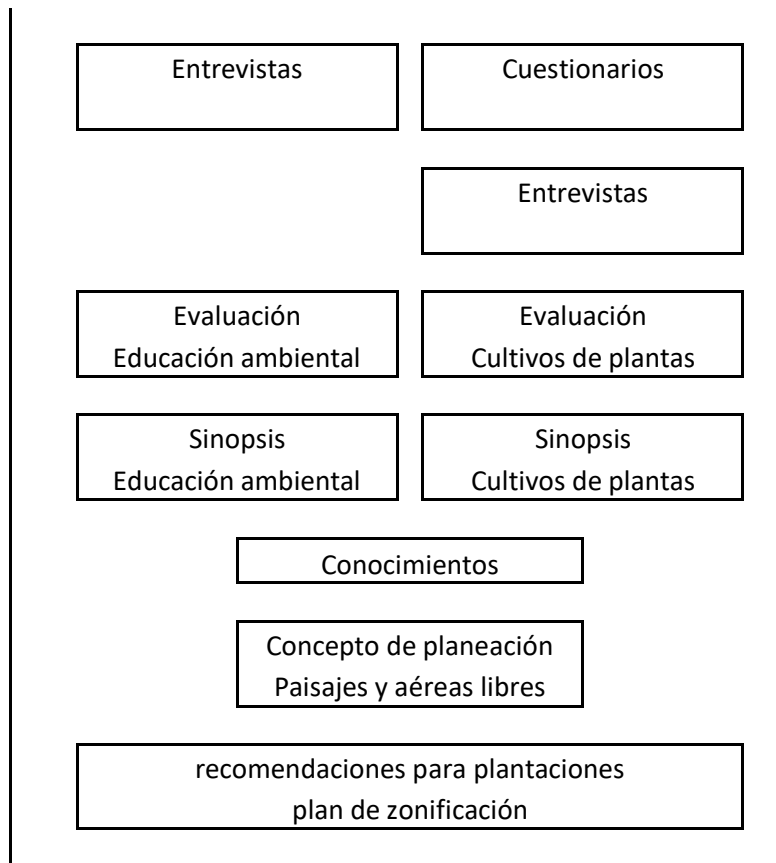 Entrevistas
Cuestionarios
Entrevistas
Evaluación
Educación ambiental
Evaluación
Cultivos de plantas
Sinopsis
Educación ambiental
Sinopsis
Cultivos de plantas
Conocimientos
Concepto de planeación
Paisajes y aéreas libres
recomendaciones para plantaciones
plan de zonificación